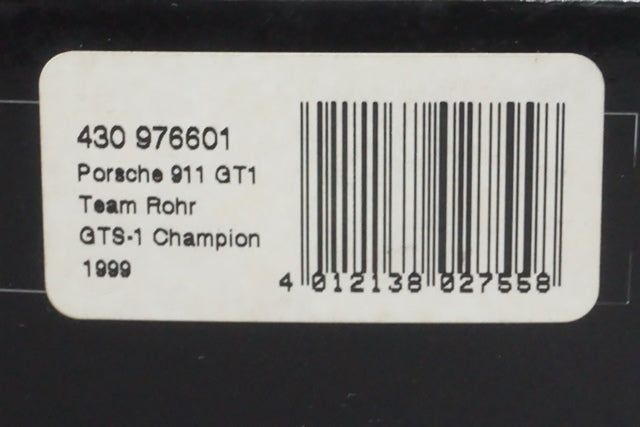 430 976601
Porsche 911 GT1
Team Rohr
GTS-1 Champion
1999
4 012138 027558